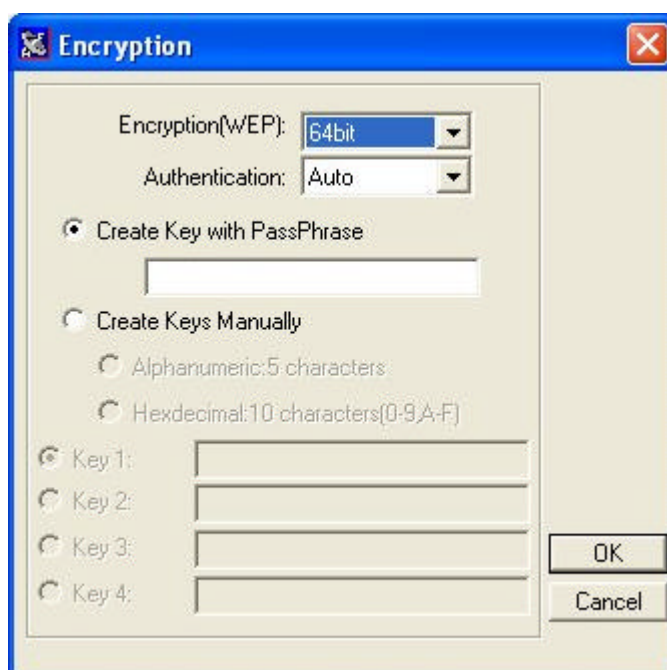 Encryption
Encryption(WEP): 64bit
Authentication: Auto
Create Key with PassPhrase
Create Keys Manually
Alphanumeric:5 characters
Hexdecimal:10 characters(0-9,A-F)
Key 1:
Key 2:
Key 3:
Key 4:
OK
Cancel